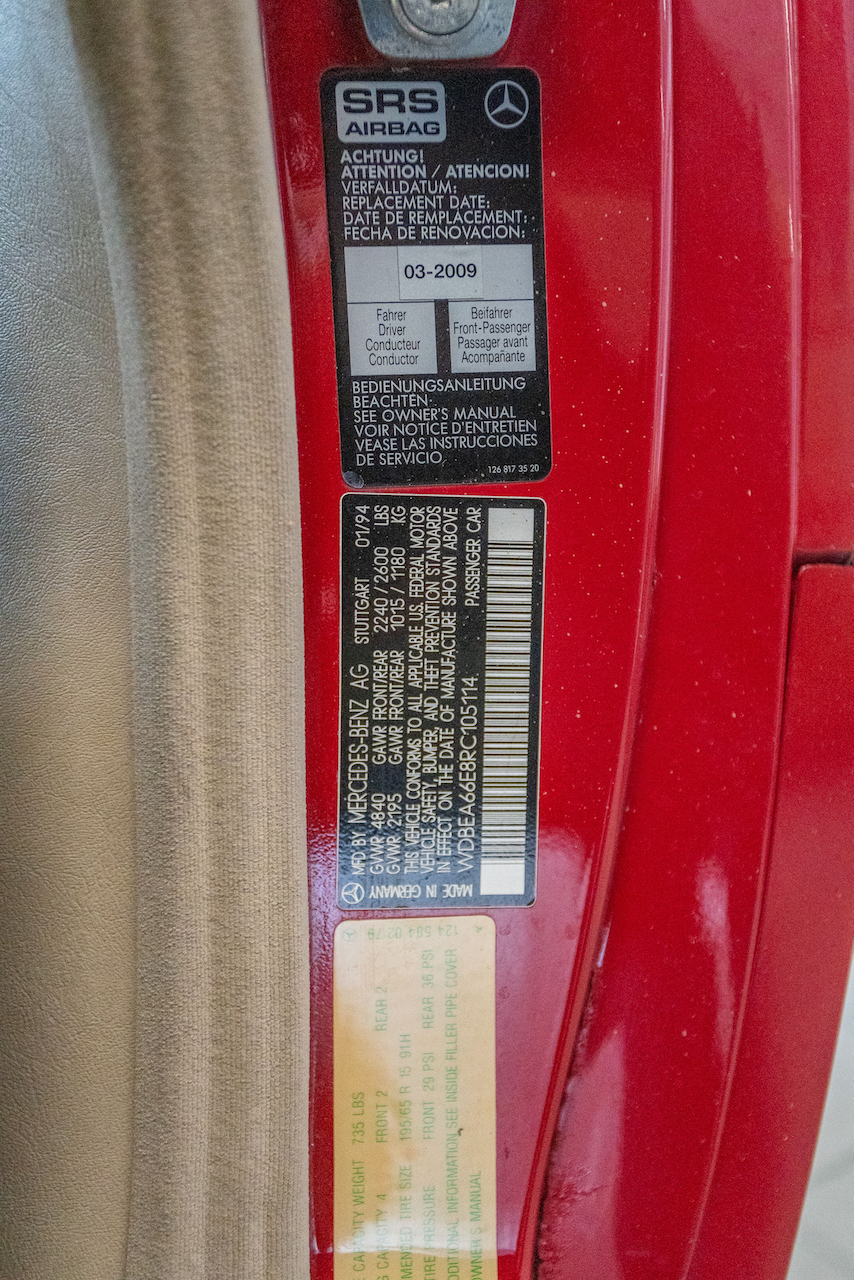 SRS
AIRBAG
ACHTUNG!
ATTENTION / ATENCION!
VERFALLDATUM:
REPLACEMENT DATE:
DATE DE REMPLACEMENT:
FECHA DE RENOVACION:
03-2009
Fahrer
Driver
Conducteur
Conductor
Beifahrer
Front-Passenger
Passager avant
Acompañante
BEDIENUNGSANLEITUNG
BEACHTEN
SEE OWNER'S MANUAL
VOIR NOTICE D'ENTRETIEN
VEASE LAS INSTRUCCIONES
DE SERVICIO
126 817 35 20
MFD BY MERCEDES-BENZ AG STUTTGART 01/94
GVWR 4840 GAWR FRONT/REAR 2240/2600 LBS
GVWR 2195 GAWR FRONT/REAR 1015/1180 KG
THIS VEHICLE CONFORMS TO ALL APPLICABLE U.S. FEDERAL MOTOR
VEHICLE SAFETY, BUMPER, AND THEFT PREVENTION STANDARDS
IN EFFECT ON THE DATE OF MANUFACTURE SHOWN ABOVE
WDBEA66E8RC105114 PASSENGER CAR
MADE IN GERMANY
CAPACITY WEIGHT 735 LBS
CAPACITY 4 FRONT 2 REAR 2
TIRE SIZE 195/65 R 15 91H
TIRE PRESSURE FRONT 29 PSI REAR 36 PSI
INFORMATION SEE INSIDE FILLER PIPE COVER
OWNER'S MANUAL